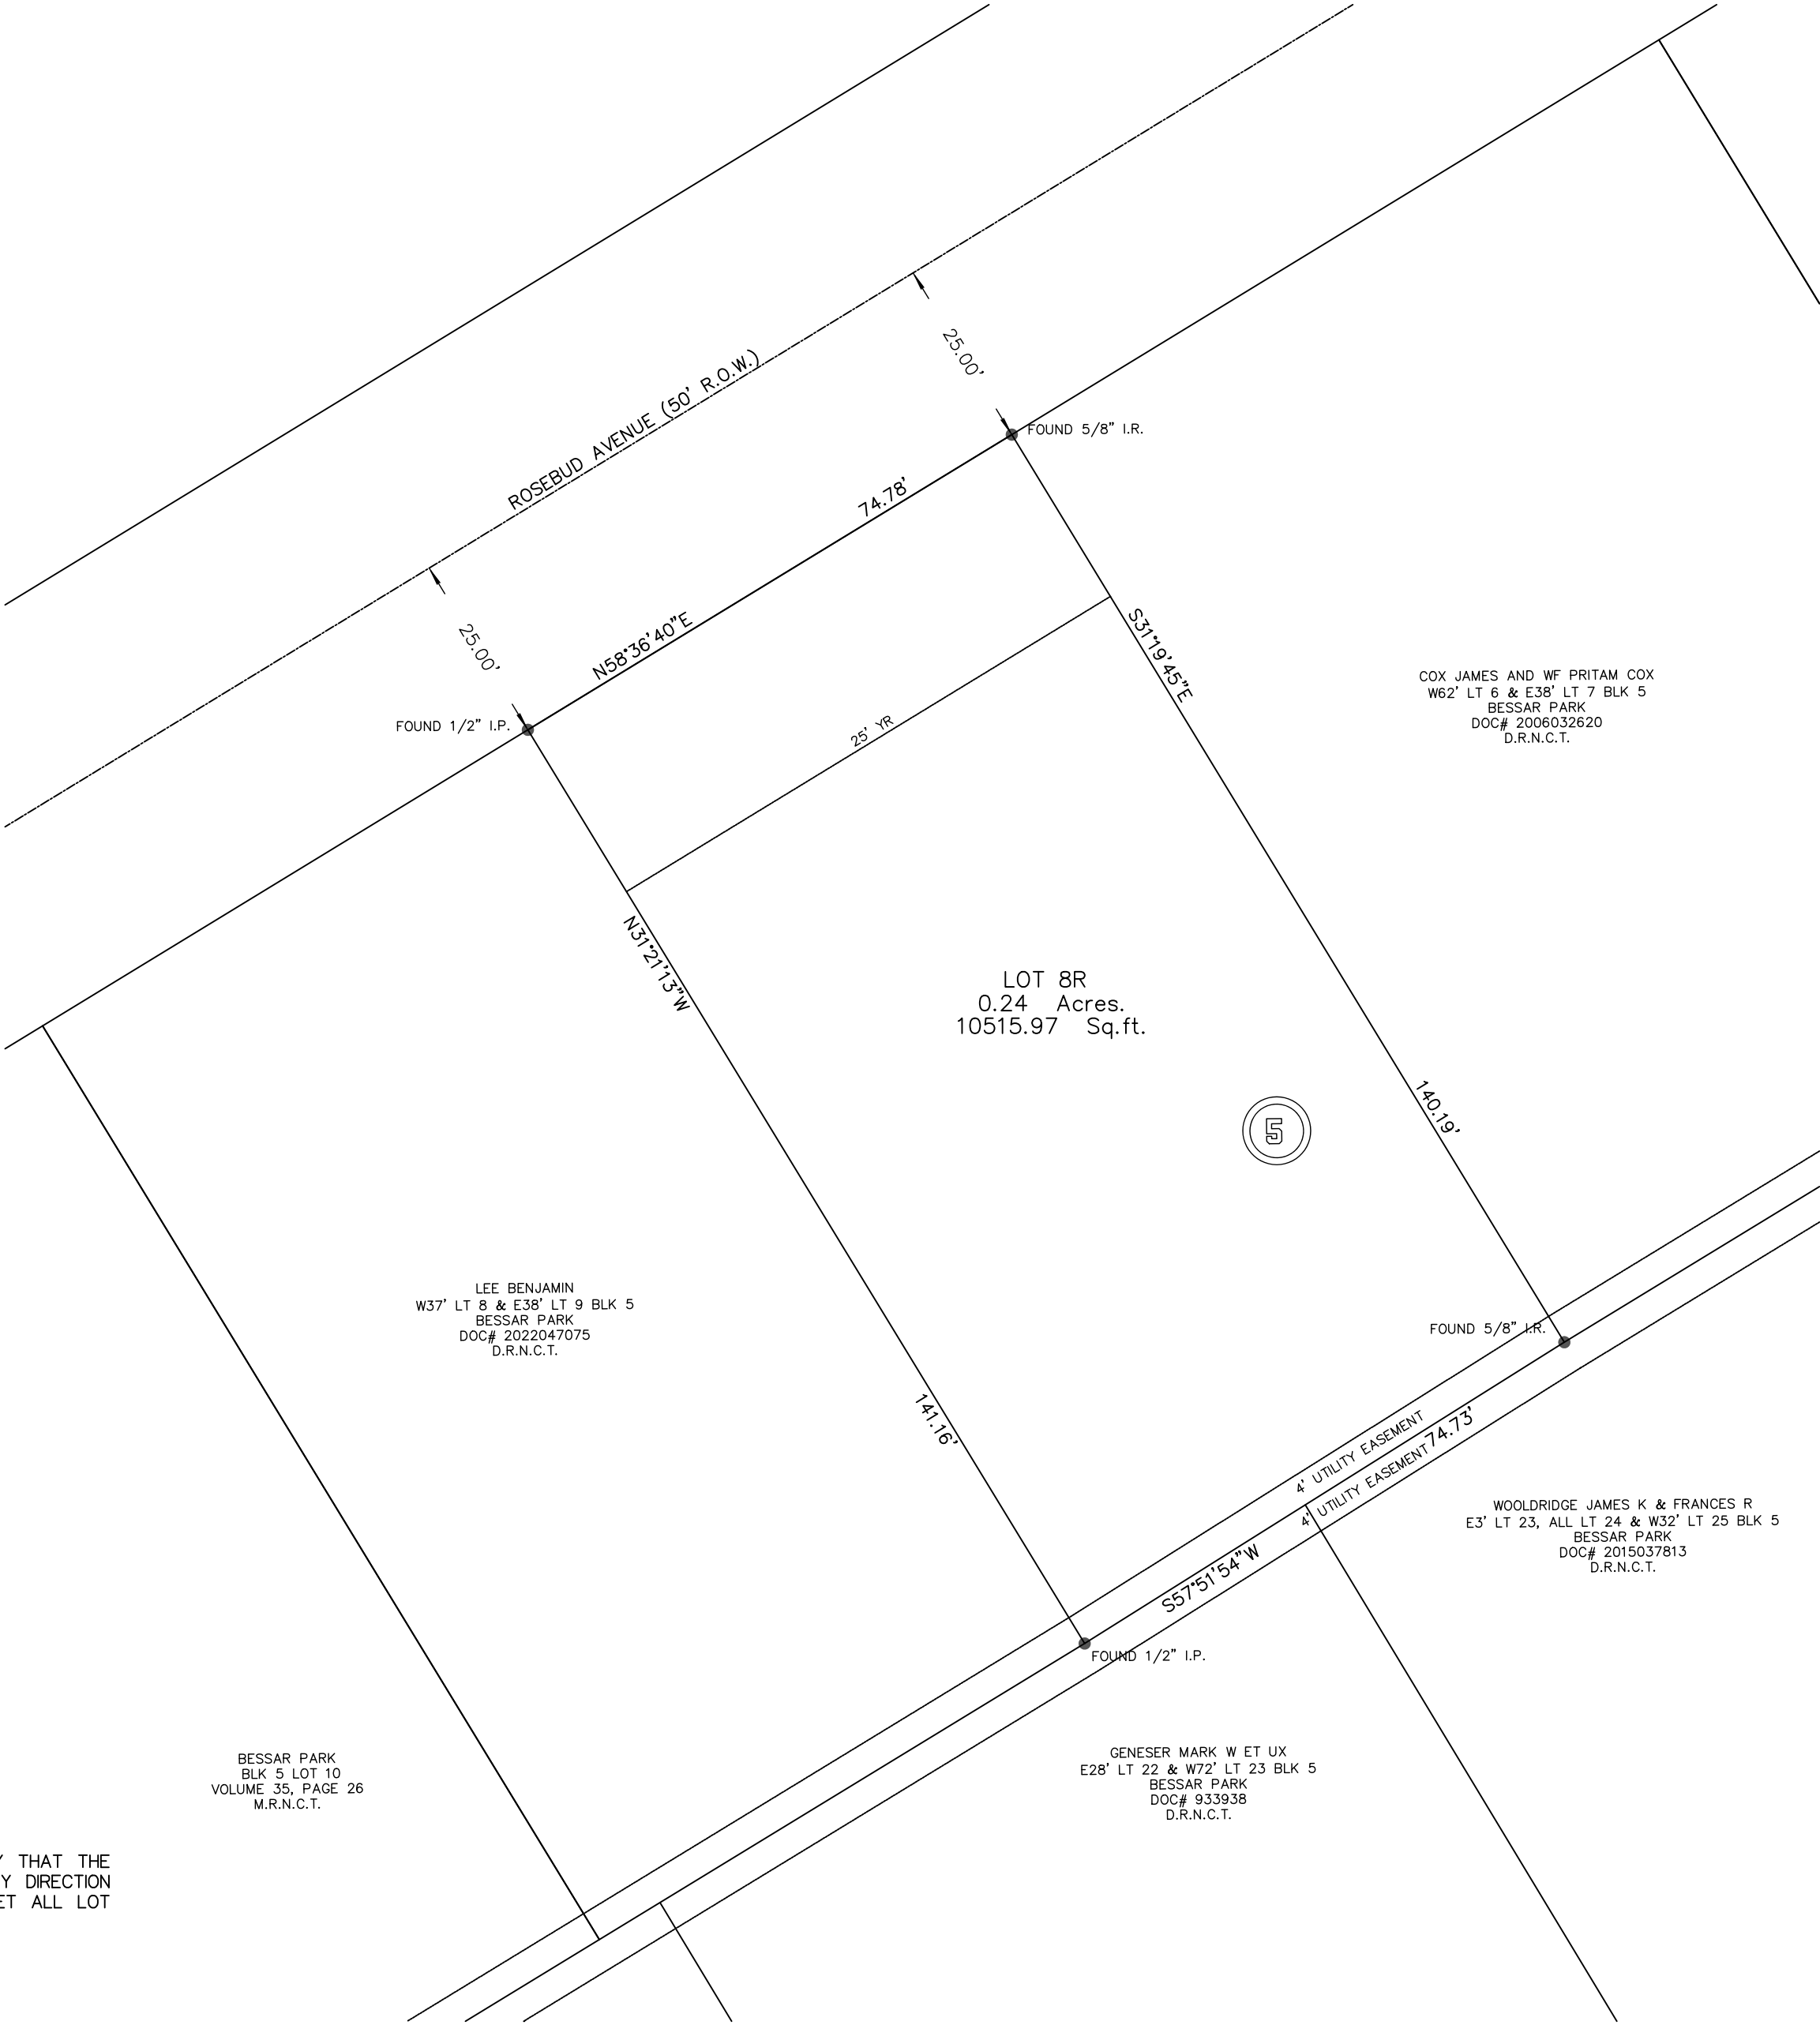 25.00'
ROSEBUD AVENUE (50' R.O.W.)
FOUND 5/8" I.R.
74.78'
25.00'
N58°36'40"E
S31°19'45"E
FOUND 1/2" I.P.
25' YR
COX JAMES AND WF PRITAM COX
W62' LT 6 & E38' LT 7 BLK 5
BESSAR PARK
DOC# 2006032620
D.R.N.C.T.
N31°21'13"W
LOT 8R
0.24 Acres.
10515.97 Sq.ft.
5
140.19'
LEE BENJAMIN
W37' LT 8 & E38' LT 9 BLK 5
BESSAR PARK
DOC# 2022047075
D.R.N.C.T.
FOUND 5/8" I.R.
141.16'
4' UTILITY EASEMENT
74.73'
4' UTILITY EASEMENT
WOOLDRIDGE JAMES K & FRANCES R
E3' LT 23, ALL LT 24 & W32' LT 25 BLK 5
BESSAR PARK
DOC# 2015037813
D.R.N.C.T.
S57°51'54"W
FOUND 1/2" I.P.
GENESER MARK W ET UX
E28' LT 22 & W72' LT 23 BLK 5
BESSAR PARK
DOC# 933938
D.R.N.C.T.
BESSAR PARK
BLK 5 LOT 10
VOLUME 35, PAGE 26
M.R.N.C.T.
Y THAT THE
Y DIRECTION
ET ALL LOT